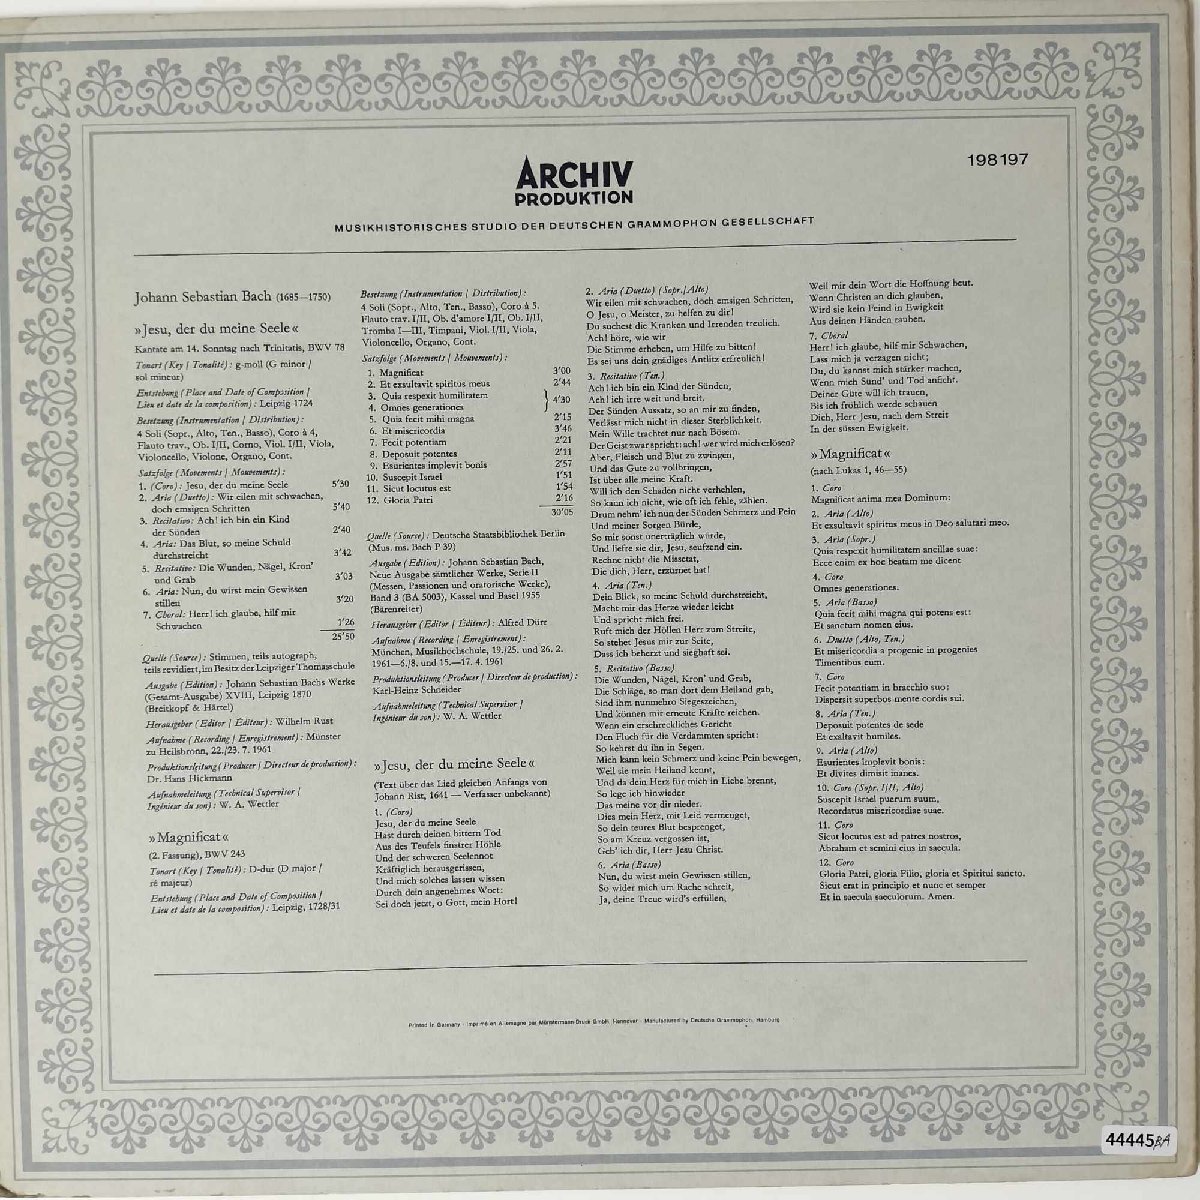 198197
ARCHIV
PRODUKTION
MUSIKHISTORISCHES STUDIO DER DEUTSCHEN GRAMMOPHON GESELLSCHAFT
Johann Sebastian Bach (1685—1750)
»Jesu, der du meine Seele«
Kantate am 14. Sonntag nach Trinitatis, BWV 78
Tonart (Key / Tonalité): g-moll (G minor /
sol mineur)
Entstehung (Place and Date of Composition /
Lieu et date de la composition): Leipzig 1724
Besetzung (Instrumentation / Distribution):
4 Soli (Sopr., Alto, Ten., Basso), Coro à 4,
Flauto trav., Ob. I/II, Corno, Viol. I/II, Viola,
Violoncello, Violone, Organo, Cont.
Satzfolge (Movements / Mouvements):
1. (Coro): Jesu, der du meine Seele 5'30
2. Aria (Duetto): Wir eilen mit schwachen,
doch emsigen Schritten 5'40
3. Recitativo: Ach! ich bin ein Kind
der Sünden 2'40
4. Aria: Das Blut, so meine Schuld
durchstreicht 3'42
5. Recitativo: Die Wunden, Nägel, Kron'
und Grab 3'03
6. Aria: Nun, du wirst mein Gewissen
stillen 3'20
7. Choral: Herr! ich glaube, hilf mir
Schwachen 1'26
25'50
Quelle (Source): Stimmen, teils autograph,
teils revidiert, im Besitz der Leipziger Thomasschule
Ausgabe (Edition): Johann Sebastian Bachs Werke
(Gesamt-Ausgabe) XVIII, Leipzig 1870
(Breitkopf & Härtel)
Herausgeber (Editor / Éditeur): Wilhelm Rust
Aufnahme (Recording / Enregistrement): Münster
zu Heilsbronn, 22./23. 7. 1961
Produktionsleitung (Producer / Directeur de production):
Dr. Hans Hickmann
Aufnahmeleitung (Technical Supervisor /
Ingénieur du son): W. A. Wettler
»Magnificat«
(2. Fassung), BWV 243
Tonart (Key / Tonalité): D-dur (D major /
ré majeur)
Entstehung (Place and Date of Composition /
Lieu et date de la composition): Leipzig, 1728/31
Besetzung (Instrumentation / Distribution):
4 Soli (Sopr., Alto, Ten., Basso), Coro à 5,
Flauto trav. I/II, Ob. d'amore I/II, Ob. I/II,
Tromba I—III, Timpani, Viol. I/II, Viola,
Violoncello, Organo, Cont.
Satzfolge (Movements / Mouvements):
1. Magnificat 3'00
2. Et exsultavit spiritus meus 2'44
3. Quia respexit humilitatem
4. Omnes generationes } 4'30
5. Quia fecit mihi magna 2'15
6. Et misericordia 3'46
7. Fecit potentiam 2'21
8. Deposuit potentes 2'11
9. Esurientes implevit bonis 2'57
10. Suscepit Israel 1'51
11. Sicut locutus est 1'54
12. Gloria Patri 2'16
30'05
Quelle (Source): Deutsche Staatsbibliothek Berlin
(Mus. ms. Bach P 39)
Ausgabe (Edition): Johann Sebastian Bach,
Neue Ausgabe sämtlicher Werke, Serie II
(Messen, Passionen und oratorische Werke),
Band 3 (BA 5003), Kassel und Basel 1955
(Bärenreiter)
Herausgeber (Editor / Éditeur): Alfred Dürr
Aufnahme (Recording / Enregistrement):
München, Musikhochschule, 19./25. und 26. 2.
1961—6./8. und 15.—17. 4. 1961
Produktionsleitung (Producer / Directeur de production):
Karl-Heinz Schneider
Aufnahmeleitung (Technical Supervisor /
Ingénieur du son): W. A. Wettler
»Jesu, der du meine Seele«
(Text über das Lied gleichen Anfangs von
Johann Rist, 1641 — Verfasser unbekannt)
1. (Coro)
Jesu, der du meine Seele
Hast durch deinen bittern Tod
Aus des Teufels finstrer Höhle
Und der schweren Seelennot
Kräftiglich herausgerissen,
Und mich solches lassen wissen
Durch dein angenehmes Wort:
Sei doch jetzt, o Gott, mein Hort!
2. Aria (Duetto) (Sopr./Alto)
Wir eilen mit schwachen, doch emsigen Schritten,
O Jesu, o Meister, zu helfen zu dir!
Du suchest die Kranken und Irrenden treulich.
Ach! höre, wie wir
Die Stimme erheben, um Hilfe zu bitten!
Es sei uns dein gnädiges Antlitz erfreulich!
3. Recitativo (Ten.)
Ach! ich bin ein Kind der Sünden,
Ach! ich irre weit und breit.
Der Sünden Aussatz, so an mir zu finden,
Verlässt mich nicht in dieser Sterblichkeit.
Mein Wille trachtet nur nach Bösem.
Der Geist zwar spricht: ach! wer wird mich erlösen?
Aber, Fleisch und Blut zu zwingen,
Und das Gute zu vollbringen,
Ist über alle meine Kraft.
Will ich den Schaden nicht verhehlen,
So kann ich nicht, wie oft ich fehle, zählen.
Drum nehm' ich nun der Sünden Schmerz und Pein
Und meiner Sorgen Bürde,
So mir sonst unerträglich würde,
Und liefre sie dir, Jesu, seufzend ein.
Rechne nicht die Missetat,
Die dich, Herr, erzürnet hat!
4. Aria (Ten.)
Dein Blut, so meine Schuld durchstreicht,
Macht mir das Herze wieder leicht
Und spricht mich frei.
Ruft mich der Höllen Heer zum Streite,
So stehet Jesus mir zur Seite,
Dass ich beherzt und sieghaft sei.
5. Recitativo (Basso)
Die Wunden, Nägel, Kron' und Grab,
Die Schläge, so man dort dem Heiland gab,
Sind ihm nunmehro Siegeszeichen,
Und können mir erneute Kräfte reichen.
Wenn ein erschreckliches Gericht
Den Fluch für die Verdammten spricht:
So kehrst du ihn in Segen.
Mich kann kein Schmerz und keine Pein bewegen,
Weil sie mein Heiland kennt,
Und da dein Herz für mich in Liebe brennt,
So lege ich hinwieder
Das meine vor dir nieder.
Dies mein Herz, mit Leid vermenget,
So dein teures Blut besprenget,
So am Kreuz vergossen ist,
Geb' ich dir, Herr Jesu Christ.
6. Aria (Basso)
Nun, du wirst mein Gewissen stillen,
So wider mich um Rache schreit,
Ja, deine Treue wird's erfüllen,
Weil mir dein Wort die Hoffnung beut.
Wenn Christen an dich glauben,
Wird sie kein Feind in Ewigkeit
Aus deinen Händen rauben.
7. Choral
Herr! ich glaube, hilf mir Schwachen,
Lass mich ja verzagen nicht;
Du, du kannst mich stärker machen,
Wenn mich Sünd' und Tod anficht.
Deiner Güte will ich trauen,
Bis ich fröhlich werde schauen
Dich, Herr Jesu, nach dem Streit
In der süssen Ewigkeit.
»Magnificat«
(nach Lukas 1, 46—55)
1. Coro
Magnificat anima mea Dominum:
2. Aria (Alto)
Et exsultavit spiritus meus in Deo salutari meo.
3. Aria (Sopr.)
Quia respexit humilitatem ancillae suae:
Ecce enim ex hoc beatam me dicent
4. Coro
Omnes generationes.
5. Aria (Basso)
Quia fecit mihi magna qui potens est:
Et sanctum nomen eius.
6. Duetto (Alto, Ten.)
Et misericordia a progenie in progenies
Timentibus eum.
7. Coro
Fecit potentiam in bracchio suo:
Dispersit superbos mente cordis sui.
8. Aria (Ten.)
Deposuit potentes de sede
Et exaltavit humiles.
9. Aria (Alto)
Esurientes implevit bonis:
Et divites dimisit inanes.
10. Coro (Sopr. I/II, Alto)
Suscepit Israel puerum suum,
Recordatus misericordiae suae.
11. Coro
Sicut locutus est ad patres nostros,
Abraham et semini eius in saecula.
12. Coro
Gloria Patri, gloria Filio, gloria et Spiritui sancto.
Sicut erat in principio et nunc et semper
Et in saecula saeculorum. Amen.
Printed in Germany · Imprimé en Allemagne par Münstermann-Druck GmbH, Hannover · Manufactured by Deutsche Grammophon, Hamburg
44445 BA